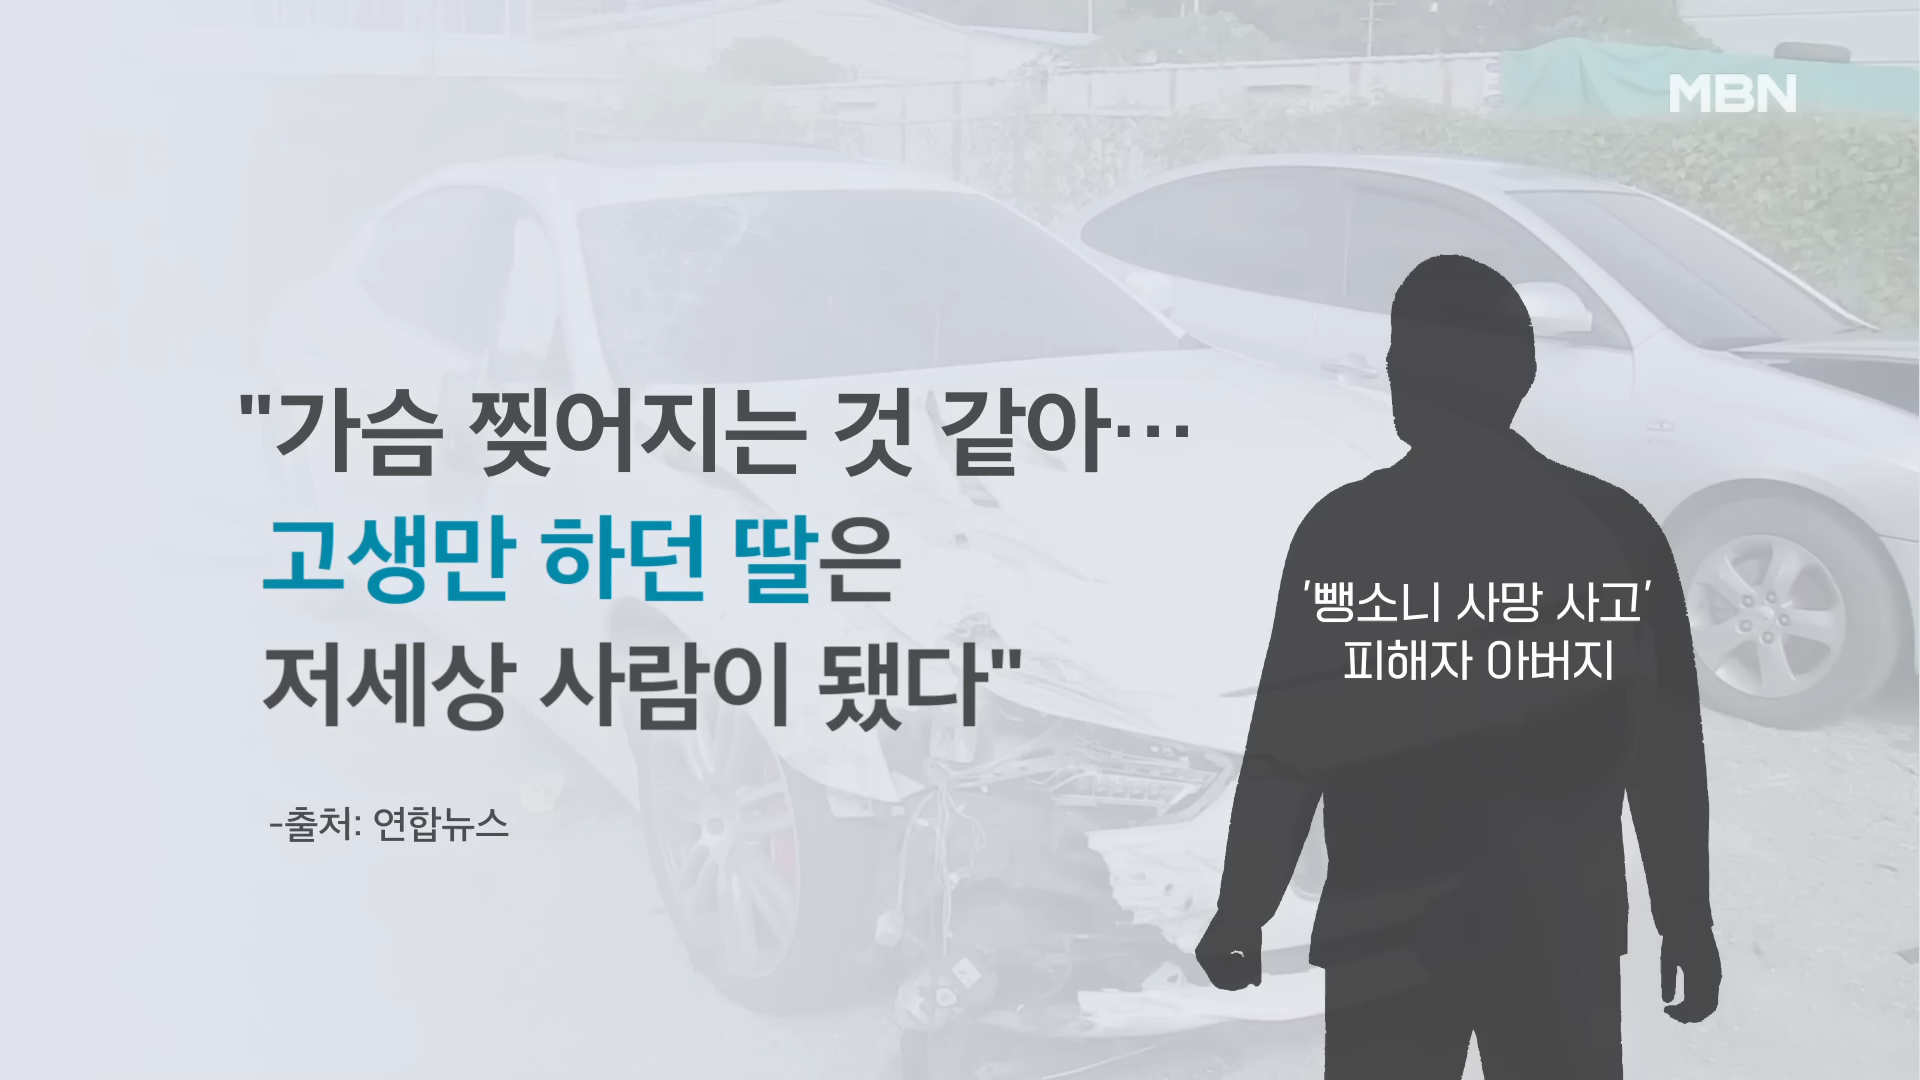 MBN
"가슴 찢어지는 것 같아…
고생만 하던 딸은
저세상 사람이 됐다"
-출처: 연합뉴스
'뺑소니 사망 사고'
피해자 아버지